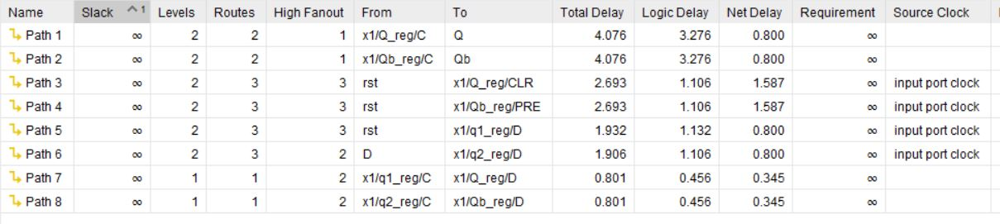 Name Slack ^1 Levels Routes High Fanout From To Total Delay Logic Delay Net Delay Requirement Source Clock
Path 1 ∞ 2 2 1 x1/Q_reg/C Q 4.076 3.276 0.800 ∞
Path 2 ∞ 2 2 1 x1/Qb_reg/C Qb 4.076 3.276 0.800 ∞
Path 3 ∞ 2 3 3 rst x1/Q_reg/CLR 2.693 1.106 1.587 ∞ input port clock
Path 4 ∞ 2 3 3 rst x1/Qb_reg/PRE 2.693 1.106 1.587 ∞ input port clock
Path 5 ∞ 2 3 3 rst x1/q1_reg/D 1.932 1.132 0.800 ∞ input port clock
Path 6 ∞ 2 3 2 D x1/q2_reg/D 1.906 1.106 0.800 ∞ input port clock
Path 7 ∞ 1 1 2 x1/q1_reg/C x1/Q_reg/D 0.801 0.456 0.345 ∞
Path 8 ∞ 1 1 2 x1/q2_reg/C x1/Qb_reg/D 0.801 0.456 0.345 ∞